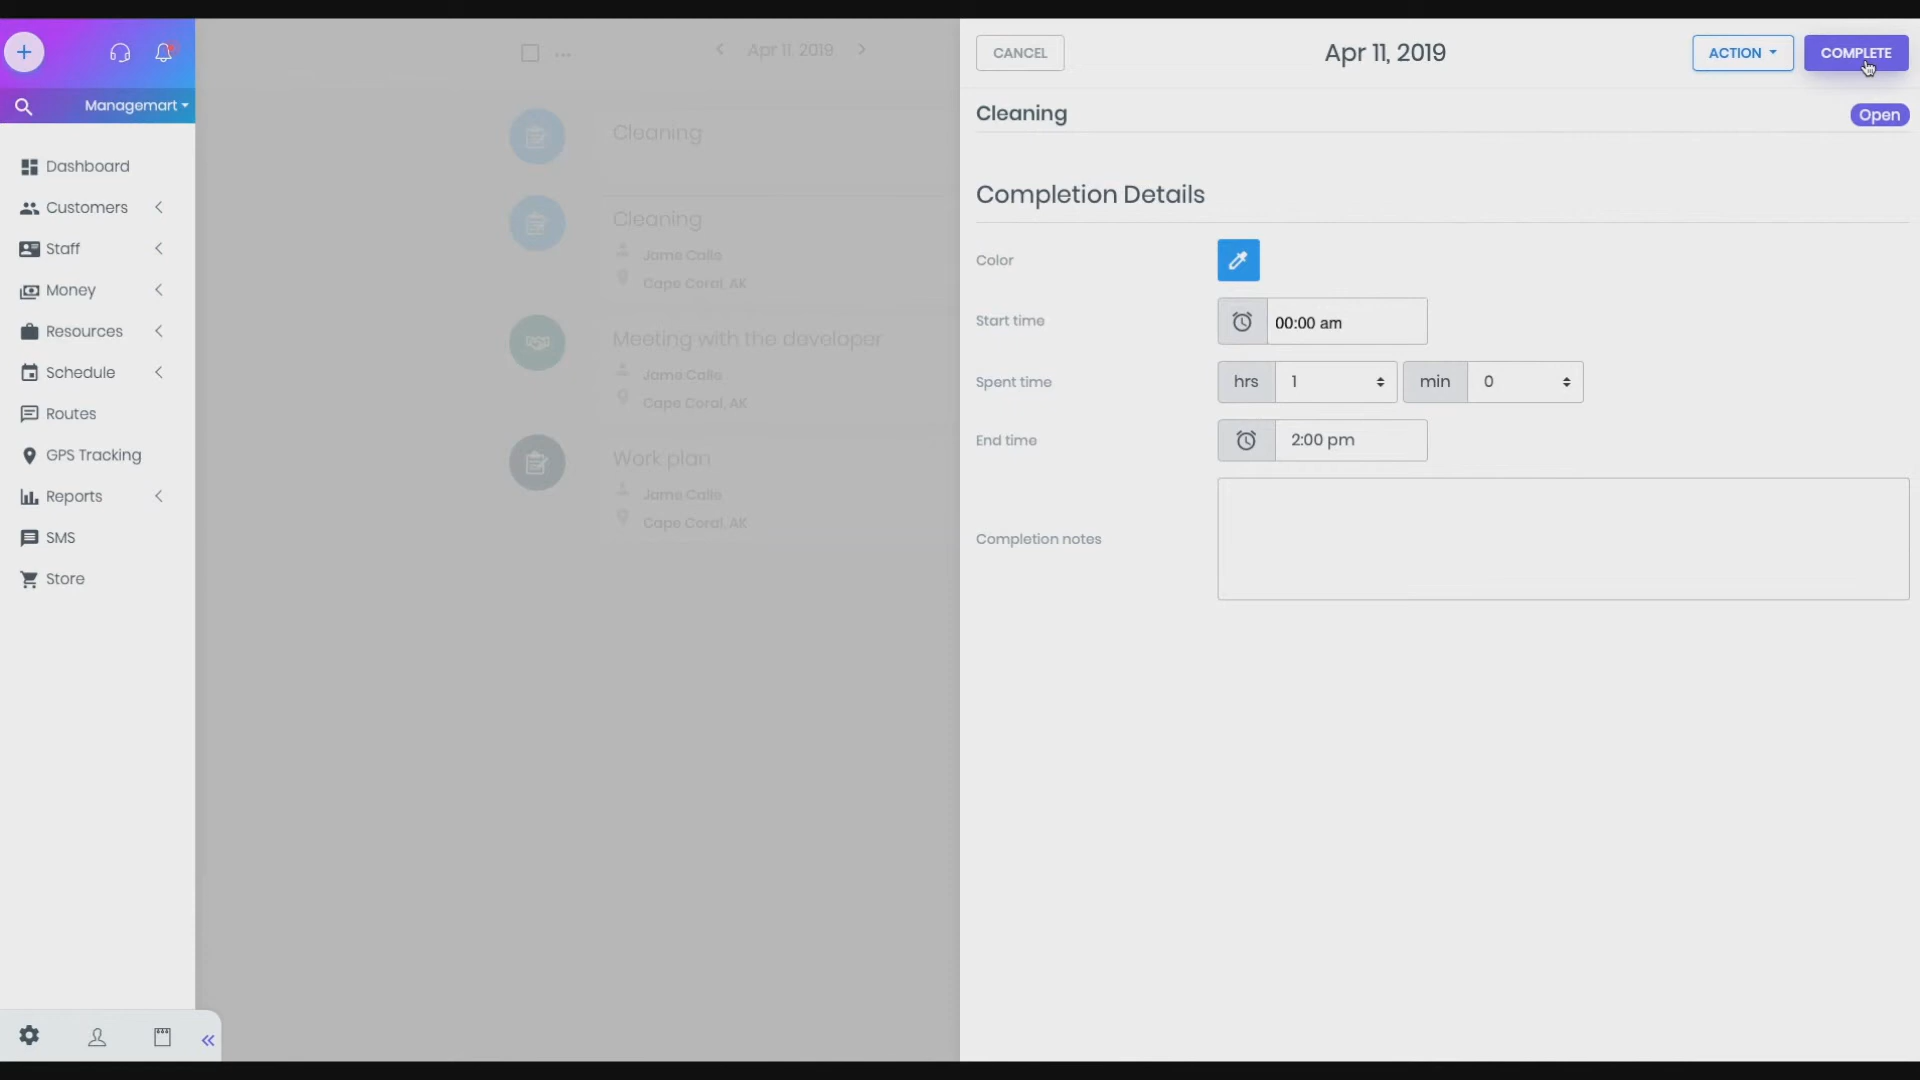 Managemart
Dashboard
Customers
Staff
Money
Resources
Schedule
Routes
GPS Tracking
Reports
SMS
Store
...
Apr 11, 2019
Cleaning
Cleaning
Jame Calle
Cape Coral, AK
Meeting with the developer
Jame Calle
Cape Coral, AK
Work plan
Jame Calle
Cape Coral, AK
CANCEL
Apr 11, 2019
ACTION
COMPLETE
Cleaning
Open
Completion Details
Color
Start time
00:00 am
Spent time
hrs 1 min 0
End time
2:00 pm
Completion notes